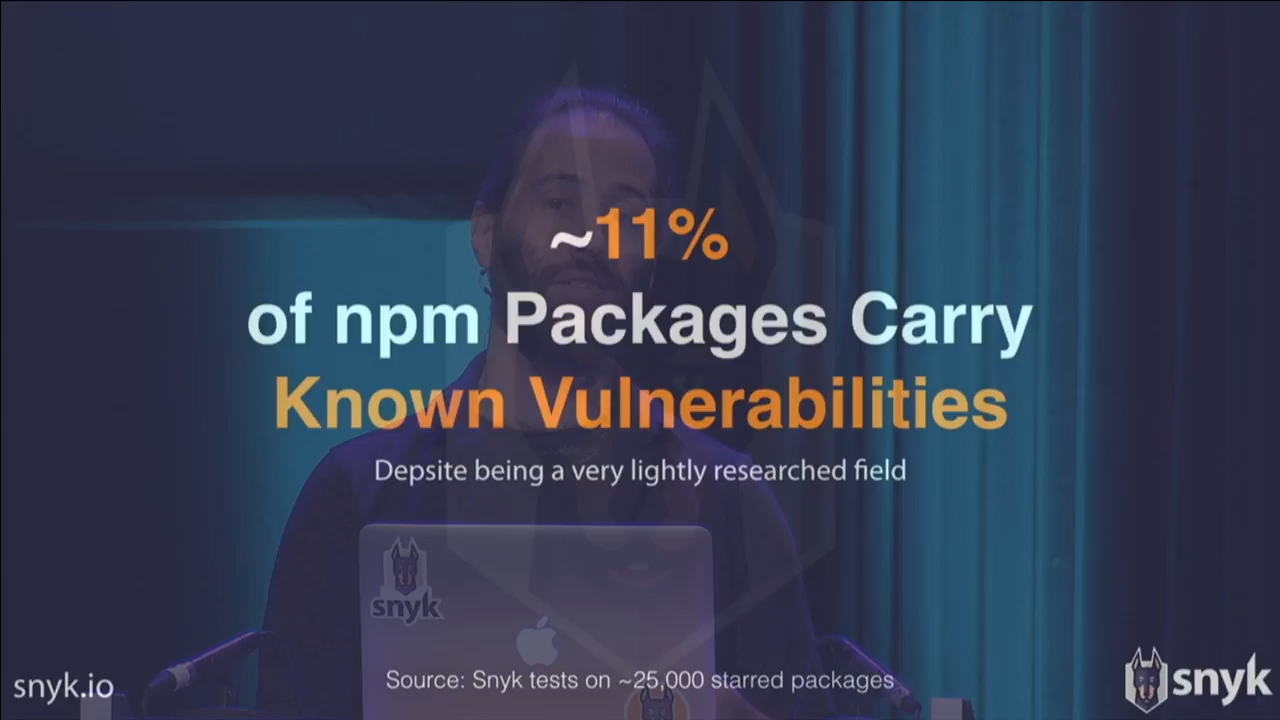 ~11%
of npm Packages Carry
Known Vulnerabilities
Depsite being a very lightly researched field
snyk
Source: Snyk tests on ~25,000 starred packages
snyk.io
snyk